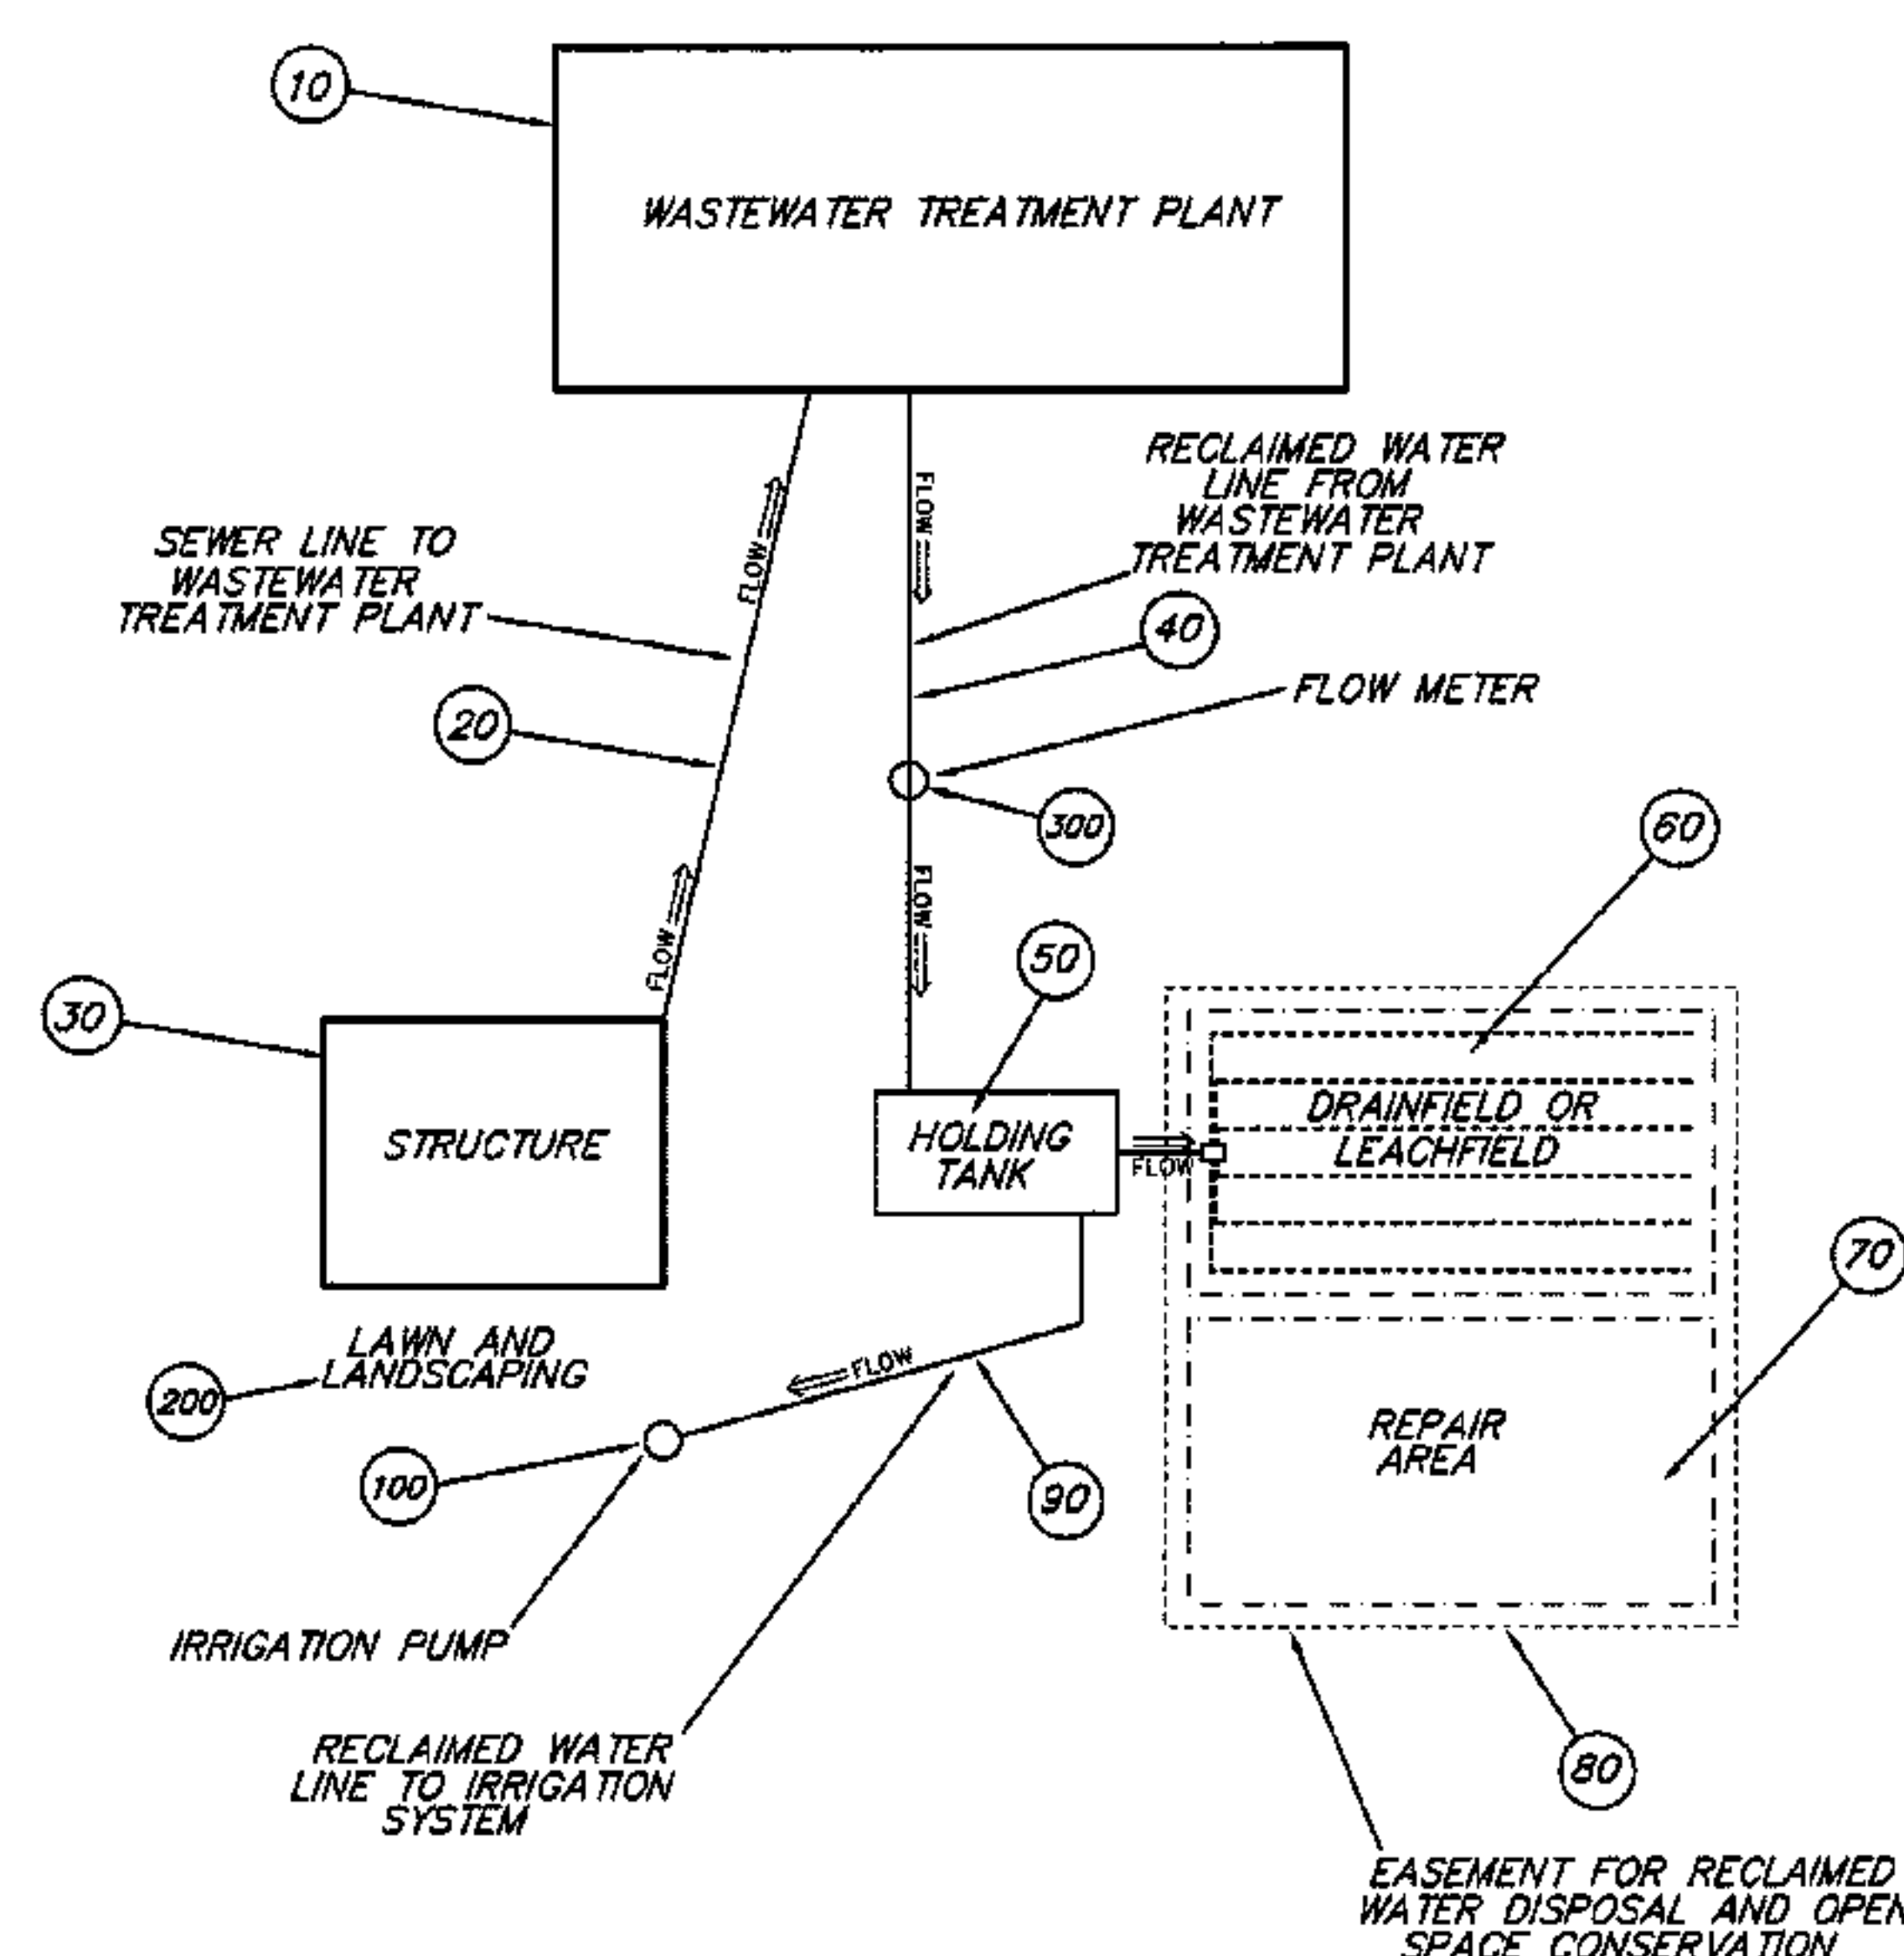 10
WASTEWATER TREATMENT PLANT
RECLAIMED WATER
LINE FROM
WASTEWATER
TREATMENT PLANT
SEWER LINE TO
WASTEWATER
TREATMENT PLANT
FLOW
FLOW
40
FLOW METER
20
300
60
FLOW
FLOW
50
30
STRUCTURE
HOLDING
TANK
FLOW
DRAINFIELD OR
LEACHFIELD
70
LAWN AND
LANDSCAPING
200
FLOW
100
90
REPAIR
AREA
IRRIGATION PUMP
RECLAIMED WATER
LINE TO IRRIGATION
SYSTEM
80
EASEMENT FOR RECLAIMED
WATER DISPOSAL AND OPEN
SPACE CONSERVATION